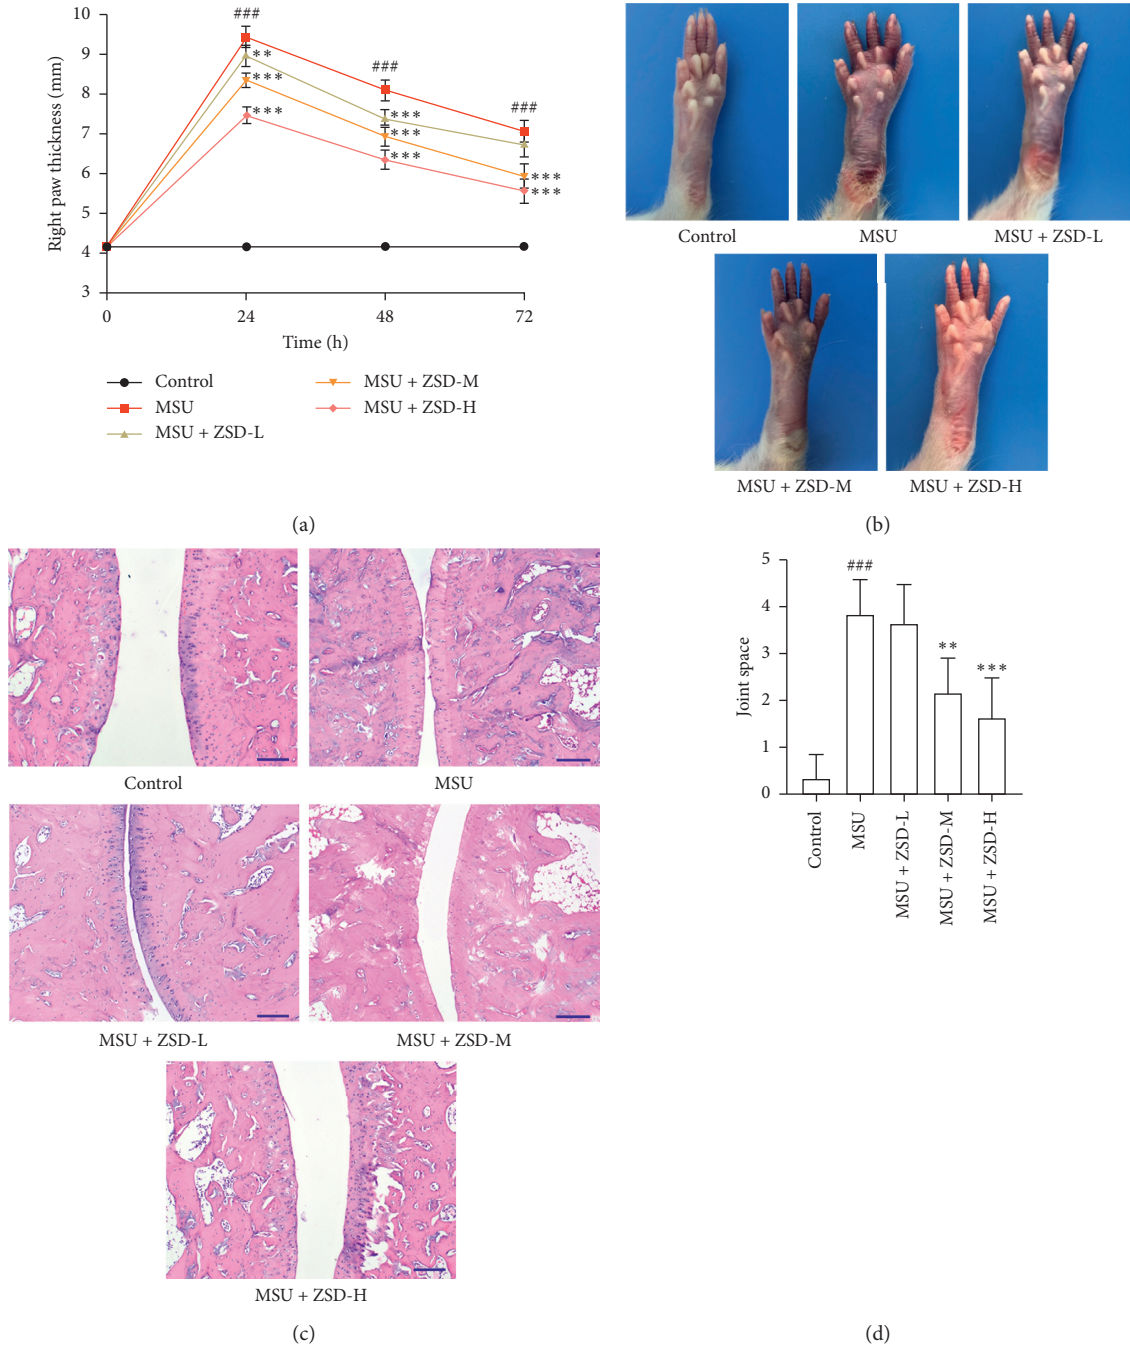 10
9
8
7
6
5
4
3
Right paw thickness (mm)
###
**
***
***
###
***
***
***
###
***
***
0 24 48 72
Time (h)
Control
MSU
MSU + ZSD-L
MSU + ZSD-M
MSU + ZSD-H
(a)
Control MSU MSU + ZSD-L
MSU + ZSD-M MSU + ZSD-H
(b)
Control MSU
MSU + ZSD-L MSU + ZSD-M
MSU + ZSD-H
(c)
5
4
3
2
1
0
Joint space
###
**
***
Control
MSU
MSU + ZSD-L
MSU + ZSD-M
MSU + ZSD-H
(d)